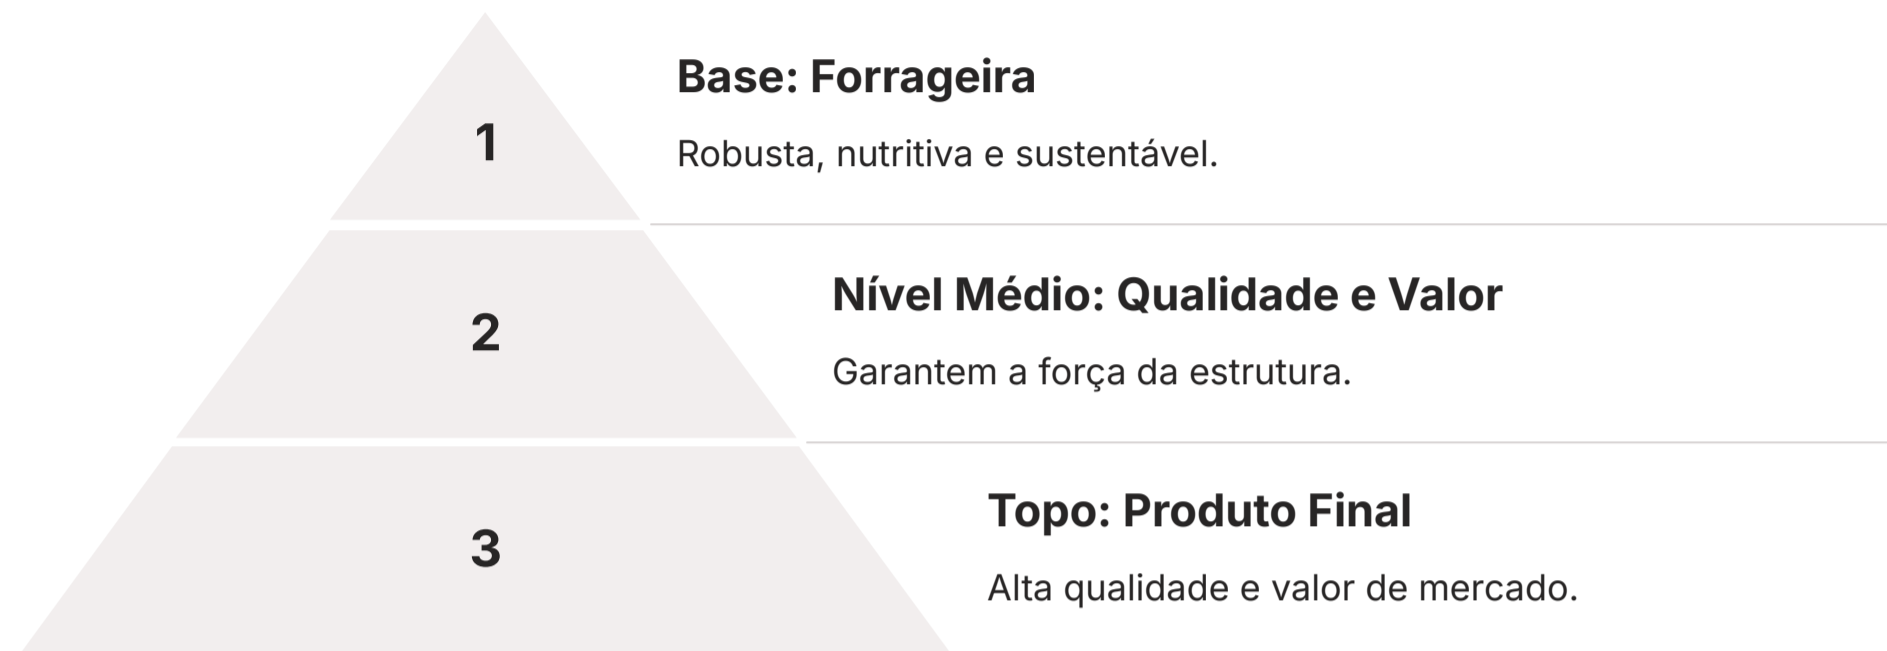 1
Base: Forrageira
Robusta, nutritiva e sustentável.
2
Nível Médio: Qualidade e Valor
Garantem a força da estrutura.
3
Topo: Produto Final
Alta qualidade e valor de mercado.